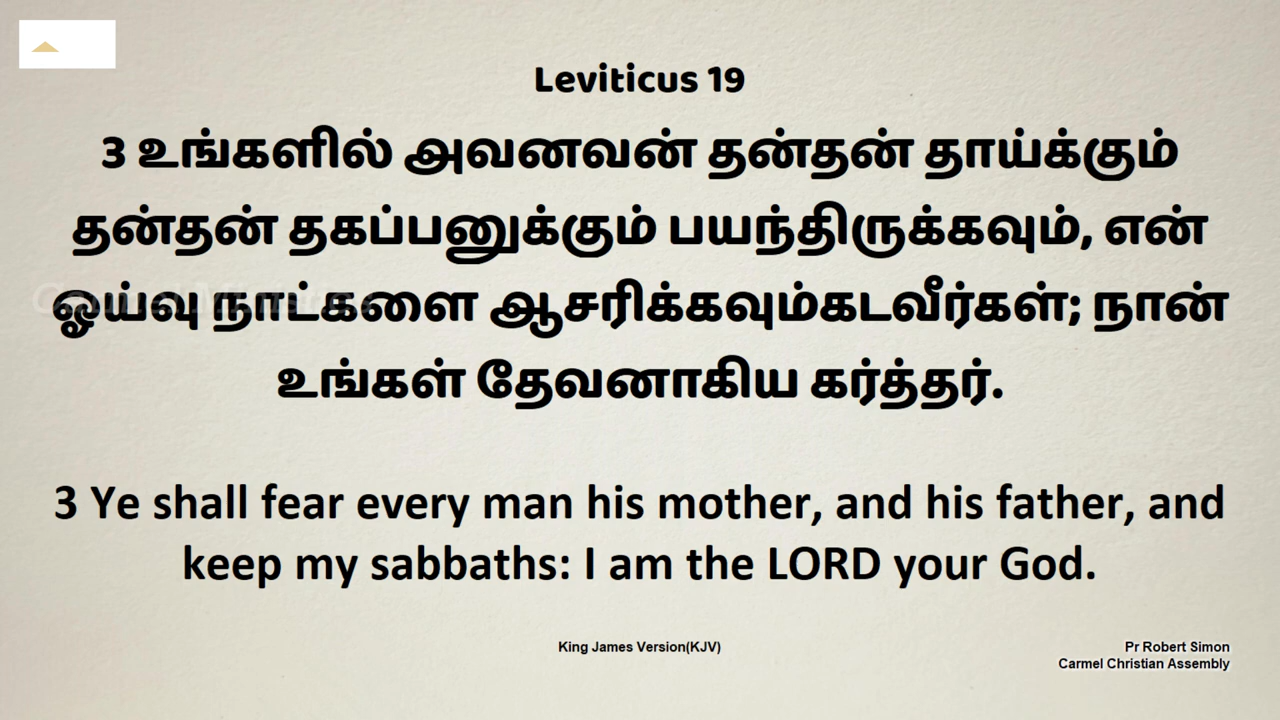 Leviticus 19
3 உங்களில் அவனவன் தன்தன் தாய்க்கும்
தன்தன் தகப்பனுக்கும் பயந்திருக்கவும், என்
ஓய்வு நாட்களை ஆசரிக்கவும்கடவீர்கள்; நான்
உங்கள் தேவனாகிய கர்த்தர்.
Carmel Ministries
3 Ye shall fear every man his mother, and his father, and
keep my sabbaths: I am the LORD your God.
King James Version(KJV)
Pr Robert Simon
Carmel Christian Assembly